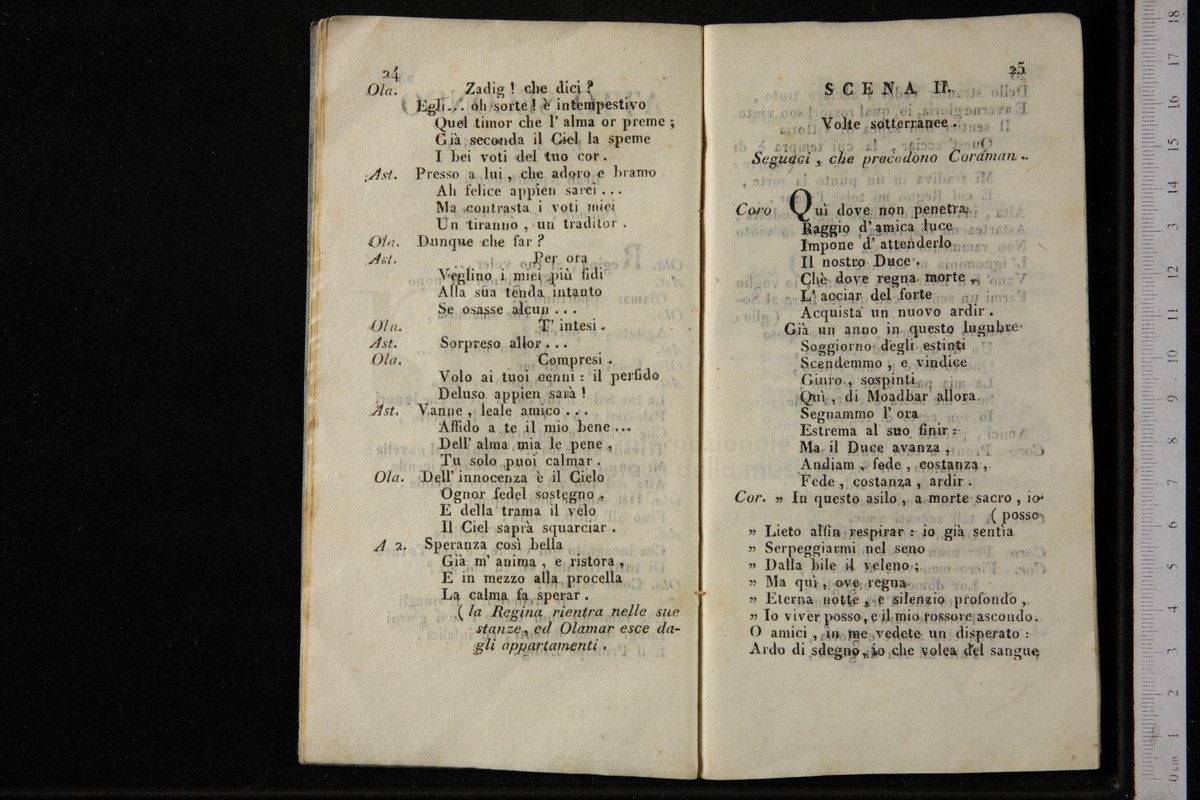 24
Ola. Zadig ! che dici ?
Egli... oh sorte ! è intempestivo
Quel timor che l' alma or preme ;
Già seconda il Ciel la speme
I bei voti del tuo cor .
Ast. Presso a lui , che adoro e bramo
Ah felice appien sarei . . .
Ma contrasta i voti miei
Un tiranno , un traditor .
Ola. Dunque che far ?
Ast. Per ora
Veglino i miei più fidi
Alla sua tenda intanto
Se osasse alcun . . .
Ola. T' intesi .
Ast. Sorpreso allor . . .
Ola. Compresi .
Volo ai tuoi cenni : il perfido
Deluso appien sarà !
Ast. Vanne , leale amico . . .
Affido a te il mio bene ...
Dell' alma mia le pene ,
Tu solo puoi calmar .
Ola. Dell' innocenza è il Cielo
Ognor fedel sostegno ,
E della trama il velo
Il Ciel saprà squarciar .
A 2. Speranza così bella
Già m' anima , e ristora ,
E in mezzo alla procella
La calma fa sperar .
( la Regina rientra nelle sue
stanze , ed Olamar esce da-
gli appartamenti .
25
SCENA II.
Volte sotterranee .
Seguaci , che precedono Coraman .
Coro Quì dove non penetra
Raggio d' amica luce
Impone d' attenderlo
Il nostro Duce .
Chè dove regna morte ,
L' acciar del forte
Acquista un nuovo ardir .
Già un anno in questo lugubre
Soggiorno degli estinti
Scendemmo , e vindice
Giuro , sospinti
Quì , di Moadbar allora
Segnammo l' ora
Estrema al suo finir :
Ma il Duce avanza ,
Andiam , fede , costanza ,
Fede , costanza , ardir .
Cor. » In questo asilo , a morte sacro , io
( posso
» Lieto alfin respirar : io già sentia
» Serpeggiarmi nel seno
» Dalla bile il veleno ;
» Ma quì , ove regna
» Eterna notte , e silenzio profondo ,
» Io viver posso , e il mio rossore ascondo .
O amici , in me vedete un disperato :
Ardo di sdegno , io che volea del sangue